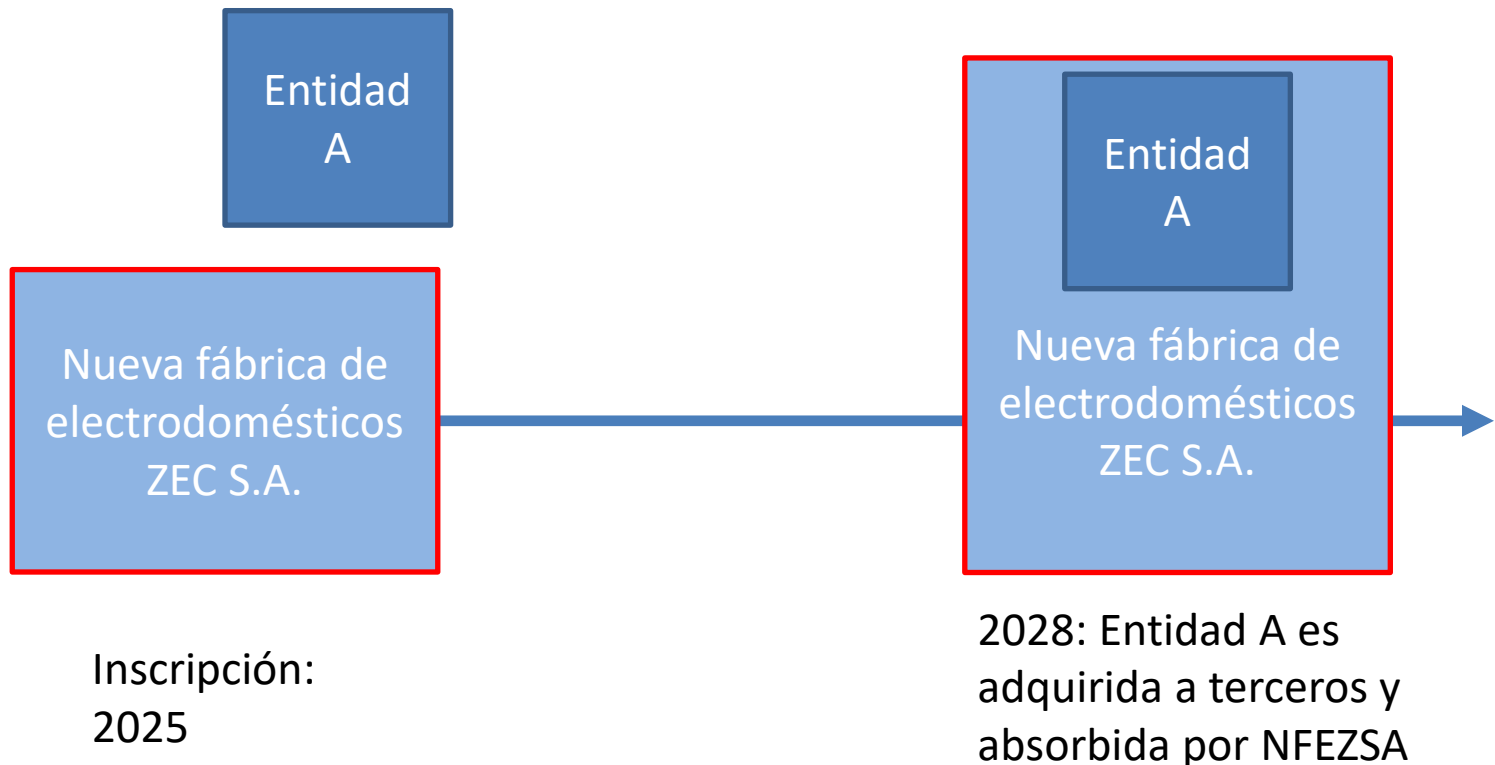 Entidad
A
Nueva fábrica de
electrodomésticos
ZEC S.A.
Inscripción:
2025
Entidad
A
Nueva fábrica de
electrodomésticos
ZEC S.A.
2028: Entidad A es
adquirida a terceros y
absorbida por NFEZSA